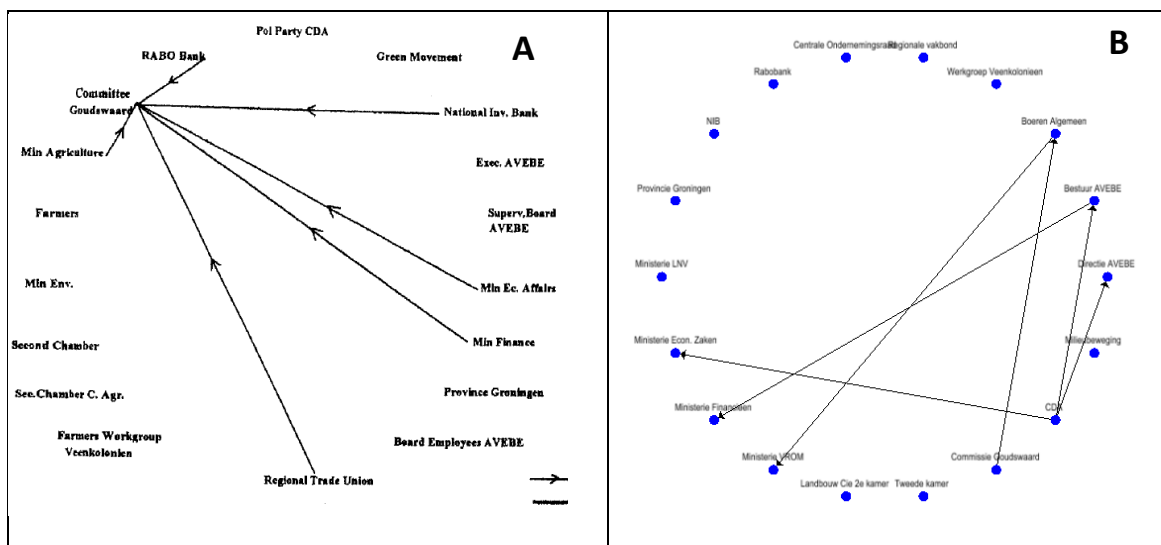 A
Pol Party CDA
RABO Bank
Green Movement
Committee
Goudswaard
National Inv. Bank
Min Agriculture
Exec. AVEBE
Farmers
Superv,Board
AVEBE
Min Env.
Min Ec. Affairs
Second Chamber
Min Finance
Sec.Chamber C. Agr.
Province Groningen
Farmers Workgroup
Veenkolonien
Board Employees AVEBE
Regional Trade Union
B
Centrale Ondernemingsraad
Regionale vakbond
Rabobank
Werkgroep Veenkolonieen
NIB
Boeren Algemeen
Provincie Groningen
Bestuur AVEBE
Ministerie LNV
Directie AVEBE
Ministerie Econ. Zaken
Milieubeweging
Ministerie Financieen
CDA
Ministerie VROM
Commissie Goudswaard
Landbouw Cie 2e kamer
Tweede kamer